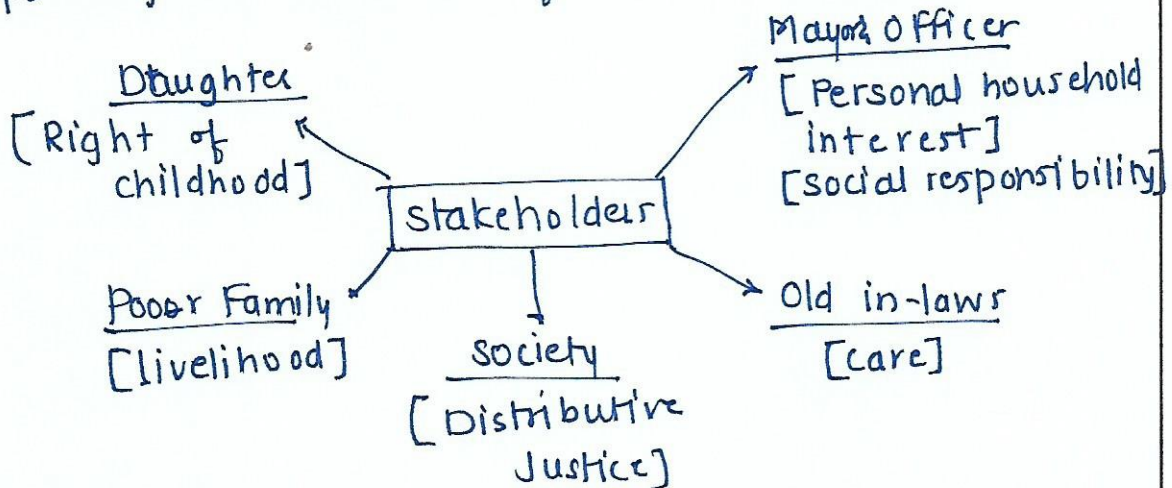 Daughter
[Right of
childhood]
Mayor's Officer
[Personal household
interest]
[social responsibility]
stakeholders
Pooor Family
[livelihood]
society
[Distributive
Justice]
Old in-laws
[care]